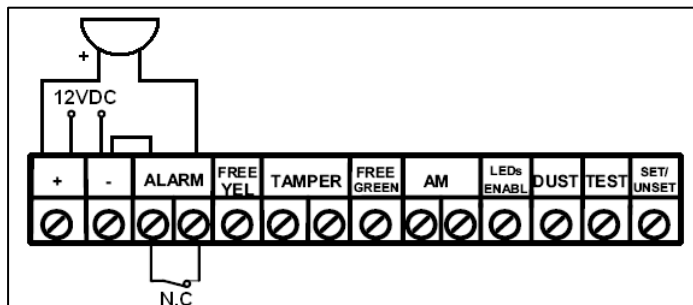 +
12VDC
+ - ALARM FREE YEL TAMPER FREE GREEN AM LEDs ENABL DUST TEST SET/ UNSET
N.C